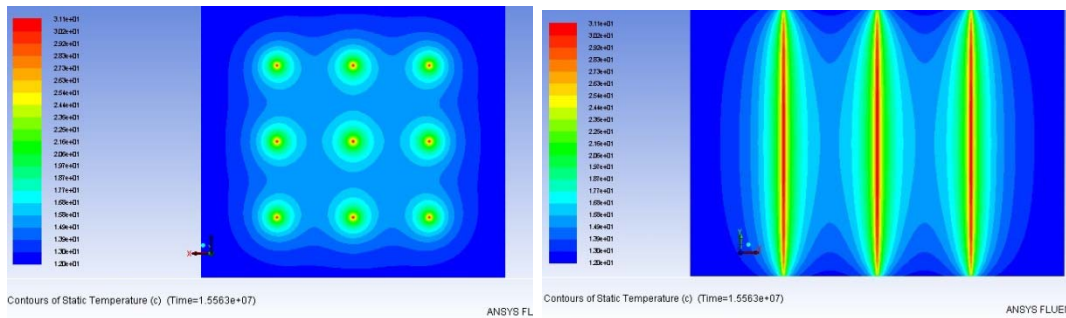 3.11e+01
3.02e+01
2.92e+01
2.83e+01
2.73e+01
2.63e+01
2.54e+01
2.44e+01
2.35e+01
2.25e+01
2.16e+01
2.06e+01
1.97e+01
1.87e+01
1.77e+01
1.68e+01
1.58e+01
1.49e+01
1.39e+01
1.30e+01
1.20e+01
Contours of Static Temperature (c) (Time=1.5563e+07)
ANSYS FL
3.11e+01
3.02e+01
2.92e+01
2.83e+01
2.73e+01
2.63e+01
2.54e+01
2.44e+01
2.35e+01
2.25e+01
2.16e+01
2.06e+01
1.97e+01
1.87e+01
1.77e+01
1.68e+01
1.58e+01
1.49e+01
1.39e+01
1.30e+01
1.20e+01
Contours of Static Temperature (c) (Time=1.5563e+07)
ANSYS FLUEI